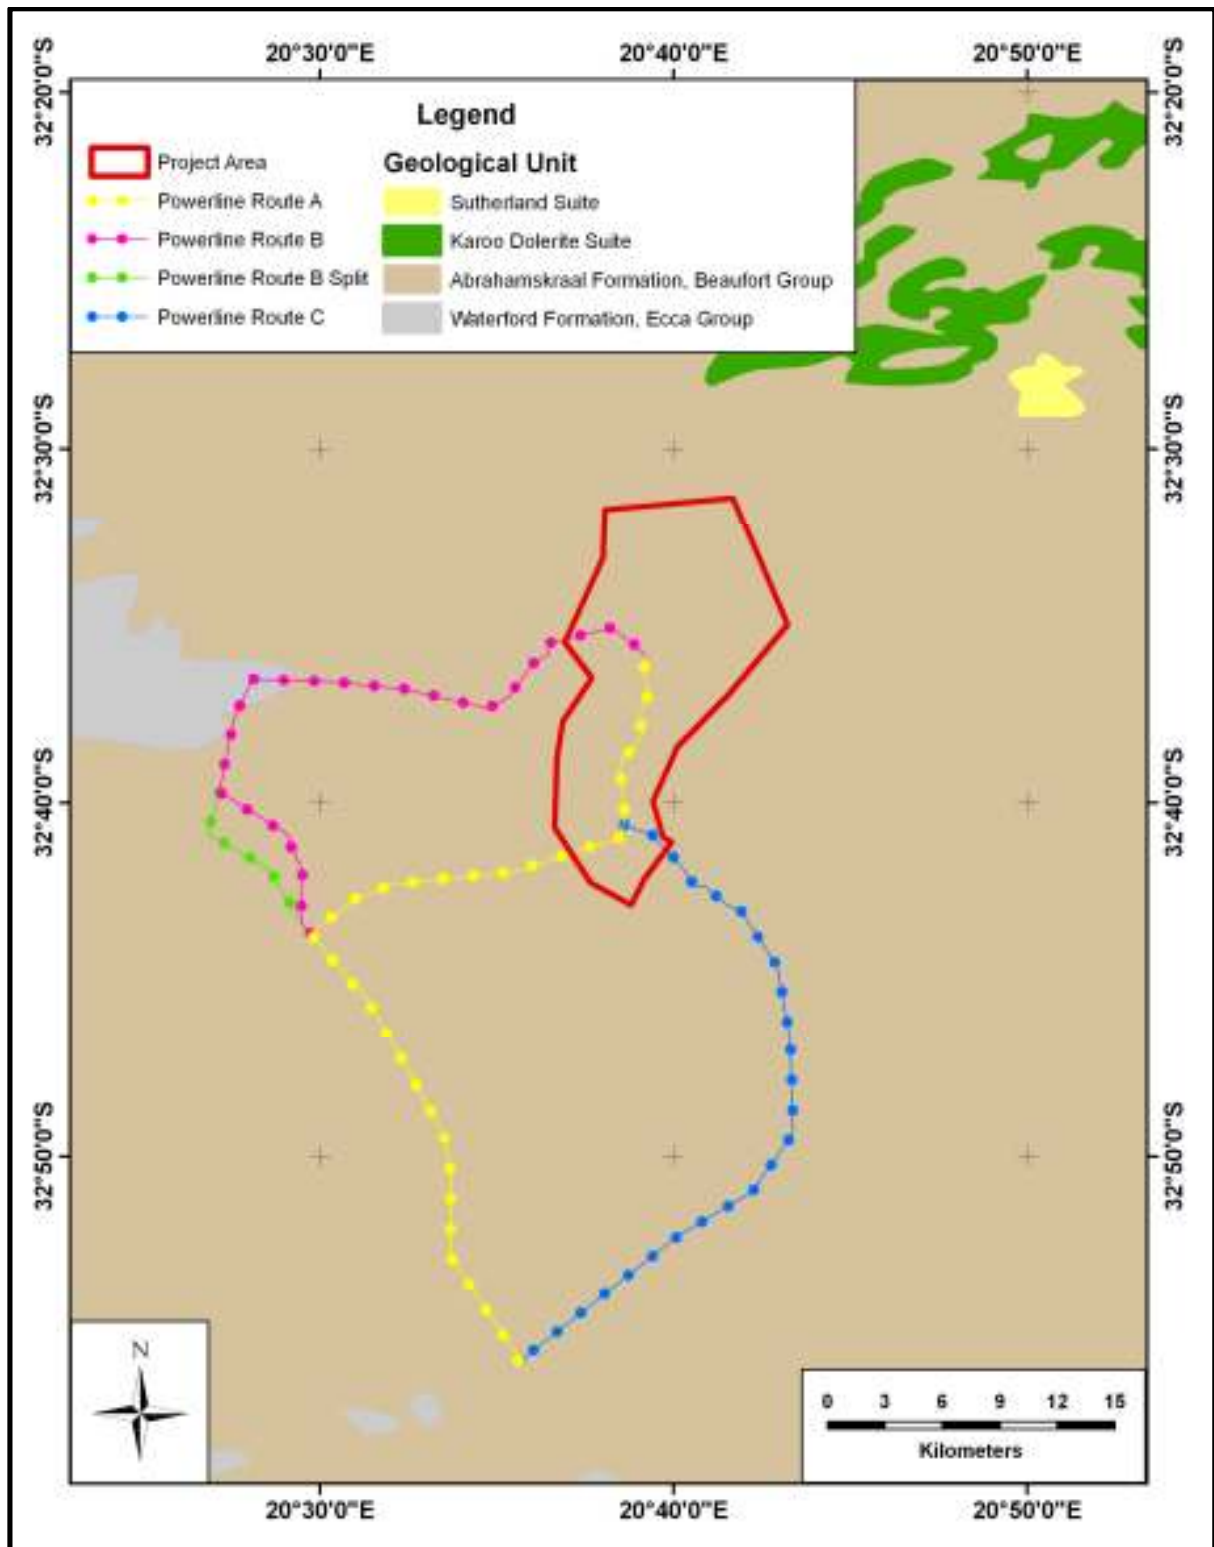 20°30'0"E 20°40'0"E 20°50'0"E
32°20'0"S
32°20'0"S
Legend
Project Area
Powerline Route A
Powerline Route B
Powerline Route B Split
Powerline Route C
Geological Unit
Sutherland Suite
Karoo Dolerite Suite
Abrahamskraal Formation, Beaufort Group
Waterford Formation, Ecca Group
32°30'0"S
32°30'0"S
32°40'0"S
32°40'0"S
32°50'0"S
32°50'0"S
N
0 3 6 9 12 15
Kilometers
20°30'0"E 20°40'0"E 20°50'0"E